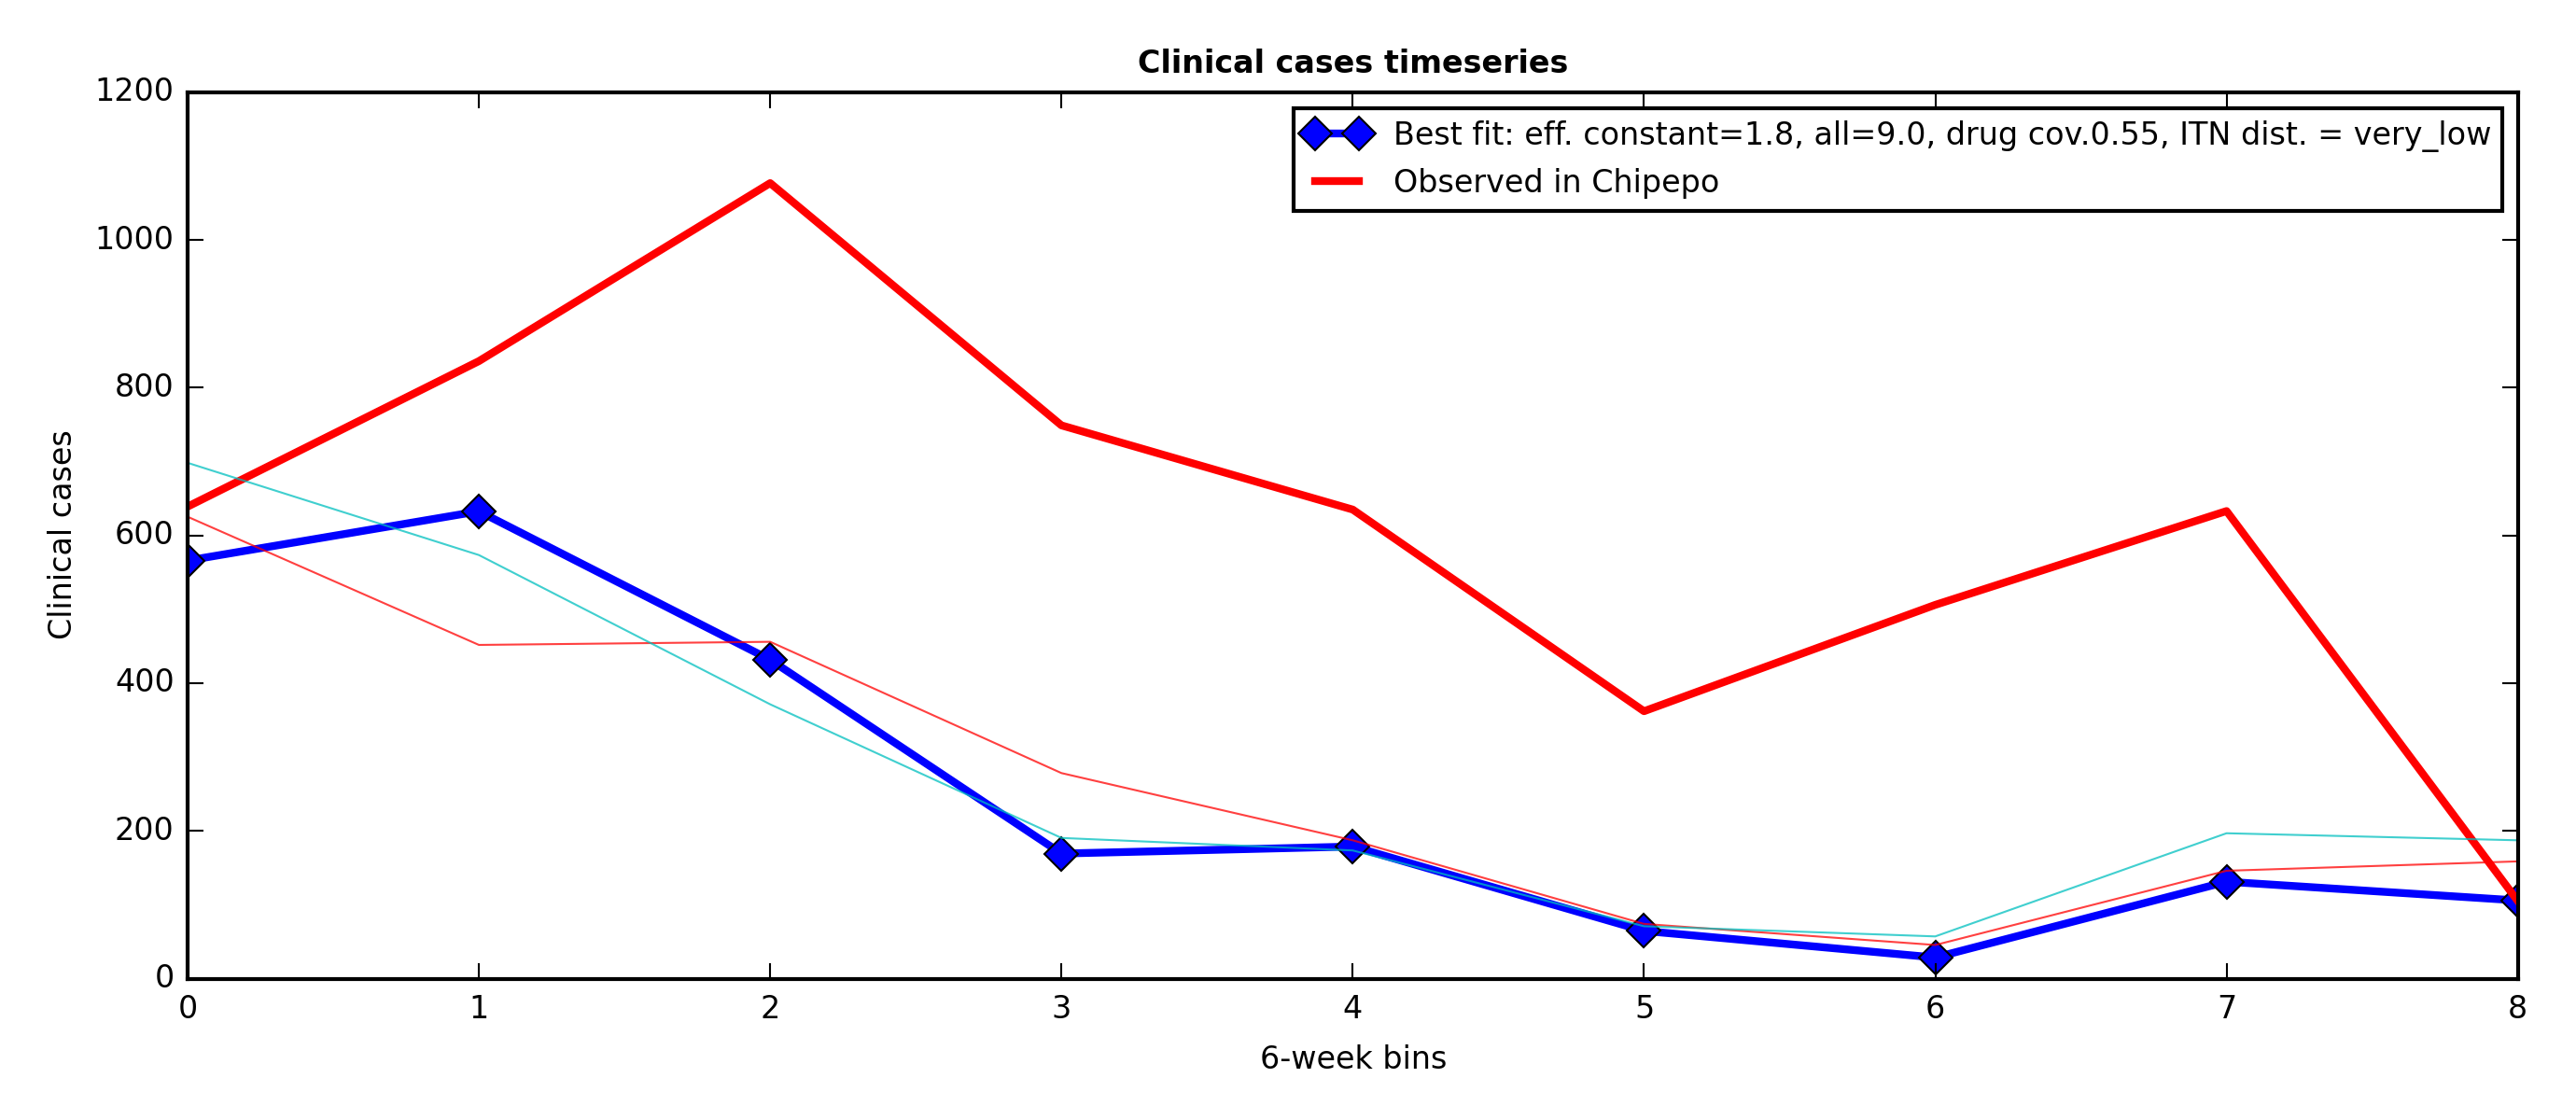 Clinical cases timeseries
1200
1000
800
600
400
200
0
Clinical cases
Best fit: eff. constant=1.8, all=9.0, drug cov.0.55, ITN dist. = very_low
Observed in Chipepo
0 1 2 3 4 5 6 7 8
6-week bins